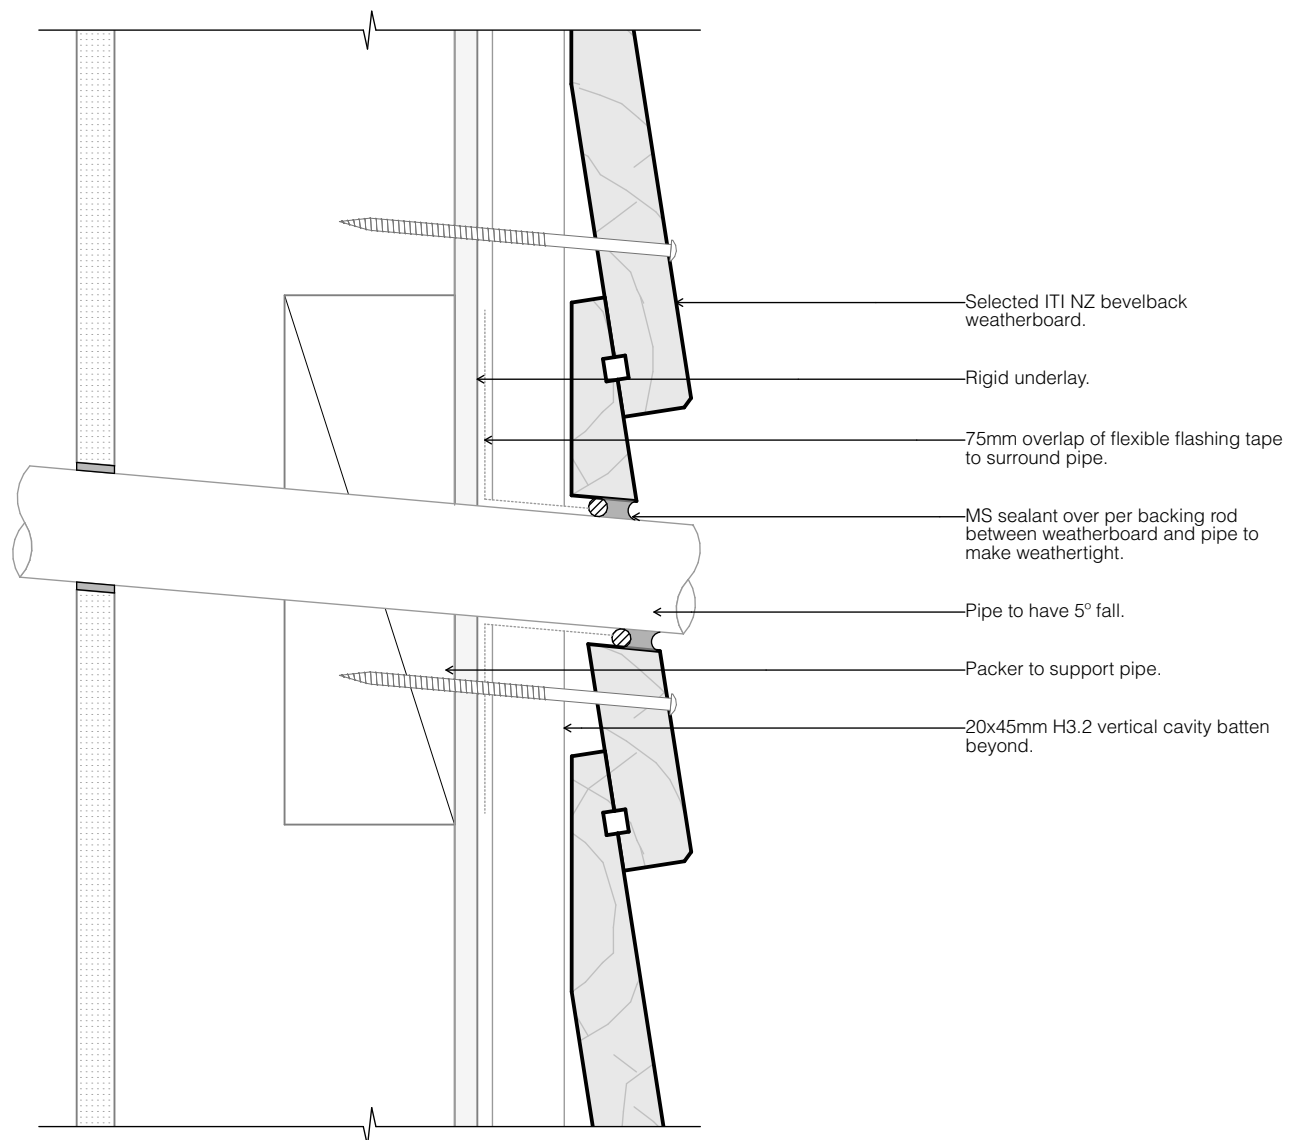 Selected ITI NZ bevelback
weatherboard.
Rigid underlay.
75mm overlap of flexible flashing tape
to surround pipe.
MS sealant over per backing rod
between weatherboard and pipe to
make weathertight.
Pipe to have 5° fall.
Packer to support pipe.
20x45mm H3.2 vertical cavity batten
beyond.